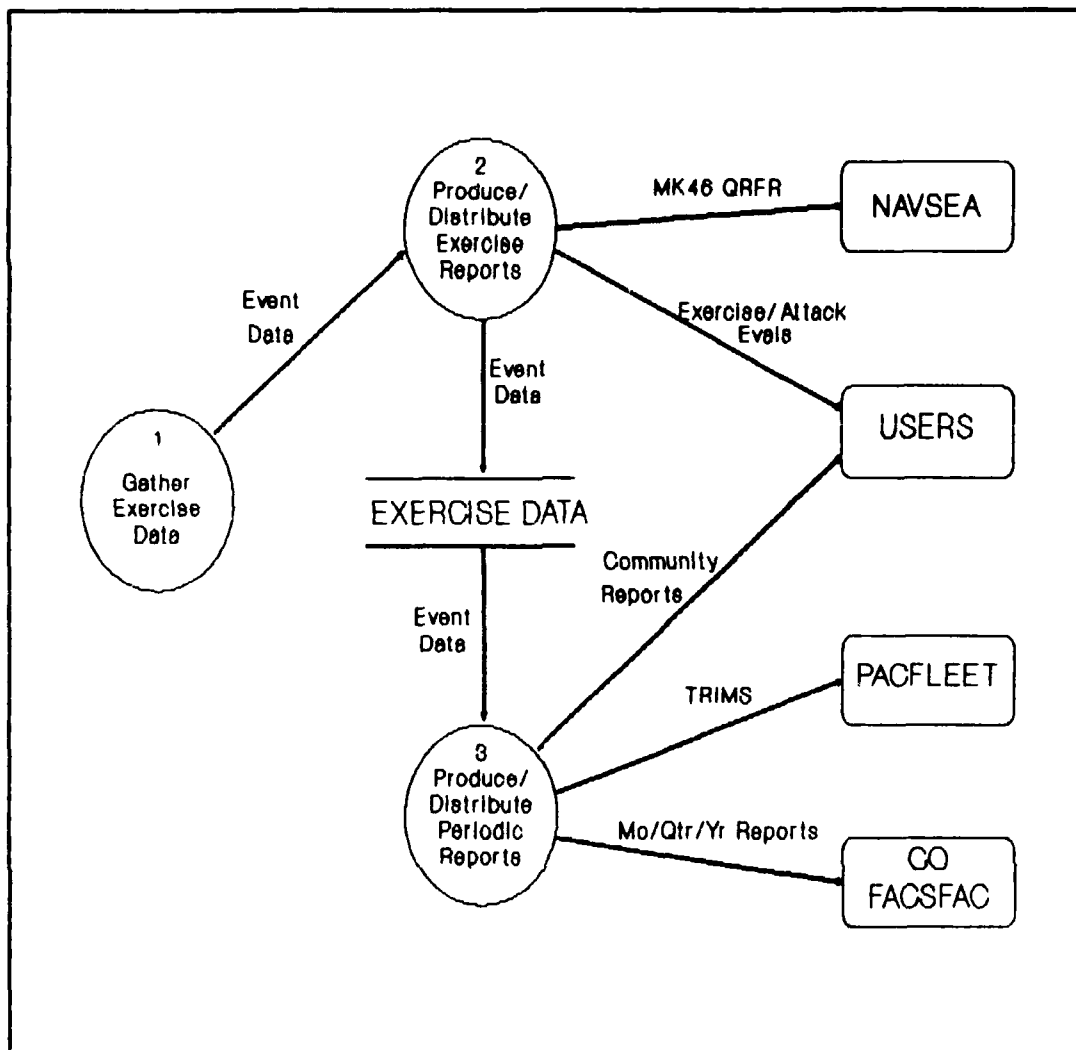 2
Produce/
Distribute
Exercise
Reports
MK46 QRFR
NAVSEA
Event
Data
Exercise/Attack
Evals
Event
Data
USERS
1
Gather
Exercise
Data
EXERCISE DATA
Community
Reports
Event
Data
PACFLEET
TRIMS
3
Produce/
Distribute
Periodic
Reports
Mo/Qtr/Yr Reports
CO
FACSFAC